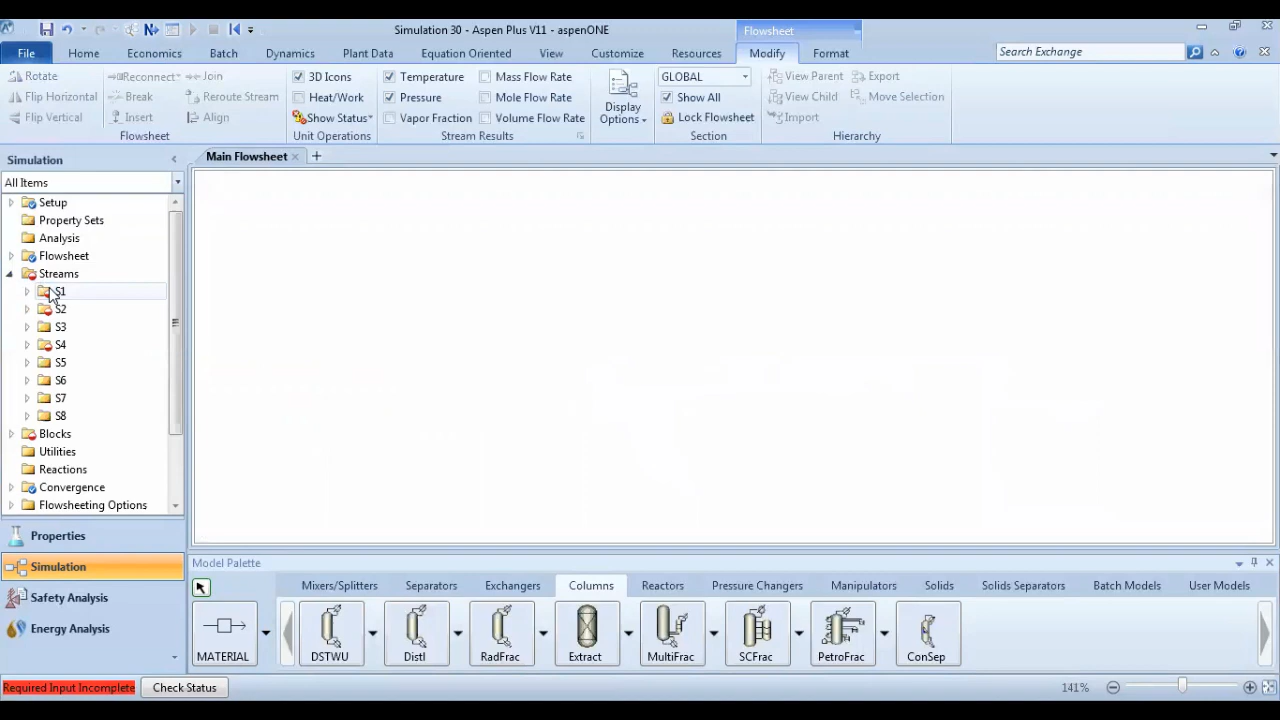 Simulation 30 - Aspen Plus V11 - aspenONE
Flowsheet
File
Home
Economics
Batch
Dynamics
Plant Data
Equation Oriented
View
Customize
Resources
Modify
Format
Search Exchange
Rotate
Flip Horizontal
Flip Vertical
Reconnect
Break
Insert
Join
Reroute Stream
Align
Flowsheet
3D Icons
Heat/Work
Show Status
Unit Operations
Temperature
Pressure
Vapor Fraction
Mass Flow Rate
Mole Flow Rate
Volume Flow Rate
Stream Results
Display Options
GLOBAL
Show All
Lock Flowsheet
Section
View Parent
View Child
Import
Export
Move Selection
Hierarchy
Simulation
All Items
Main Flowsheet
Setup
Property Sets
Analysis
Flowsheet
Streams
S1
S2
S3
S4
S5
S6
S7
S8
Blocks
Utilities
Reactions
Convergence
Flowsheeting Options
Properties
Simulation
Safety Analysis
Energy Analysis
Model Palette
Mixers/Splitters
Separators
Exchangers
Columns
Reactors
Pressure Changers
Manipulators
Solids
Solids Separators
Batch Models
User Models
MATERIAL
DSTWU
Distl
RadFrac
Extract
MultiFrac
SCFrac
PetroFrac
ConSep
Required Input Incomplete
Check Status
141%